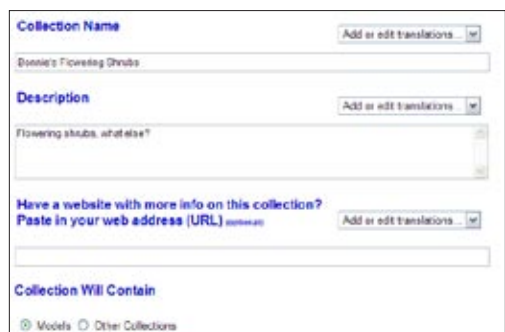 Collection Name
Add or edit translations...
Bonnie's Flowering Shrubs
Description
Add or edit translations...
Flowering shrubs, what else?
Have a website with more info on this collection?
Paste in your web address (URL) (optional)
Add or edit translations...
Collection Will Contain
Models Other Collections